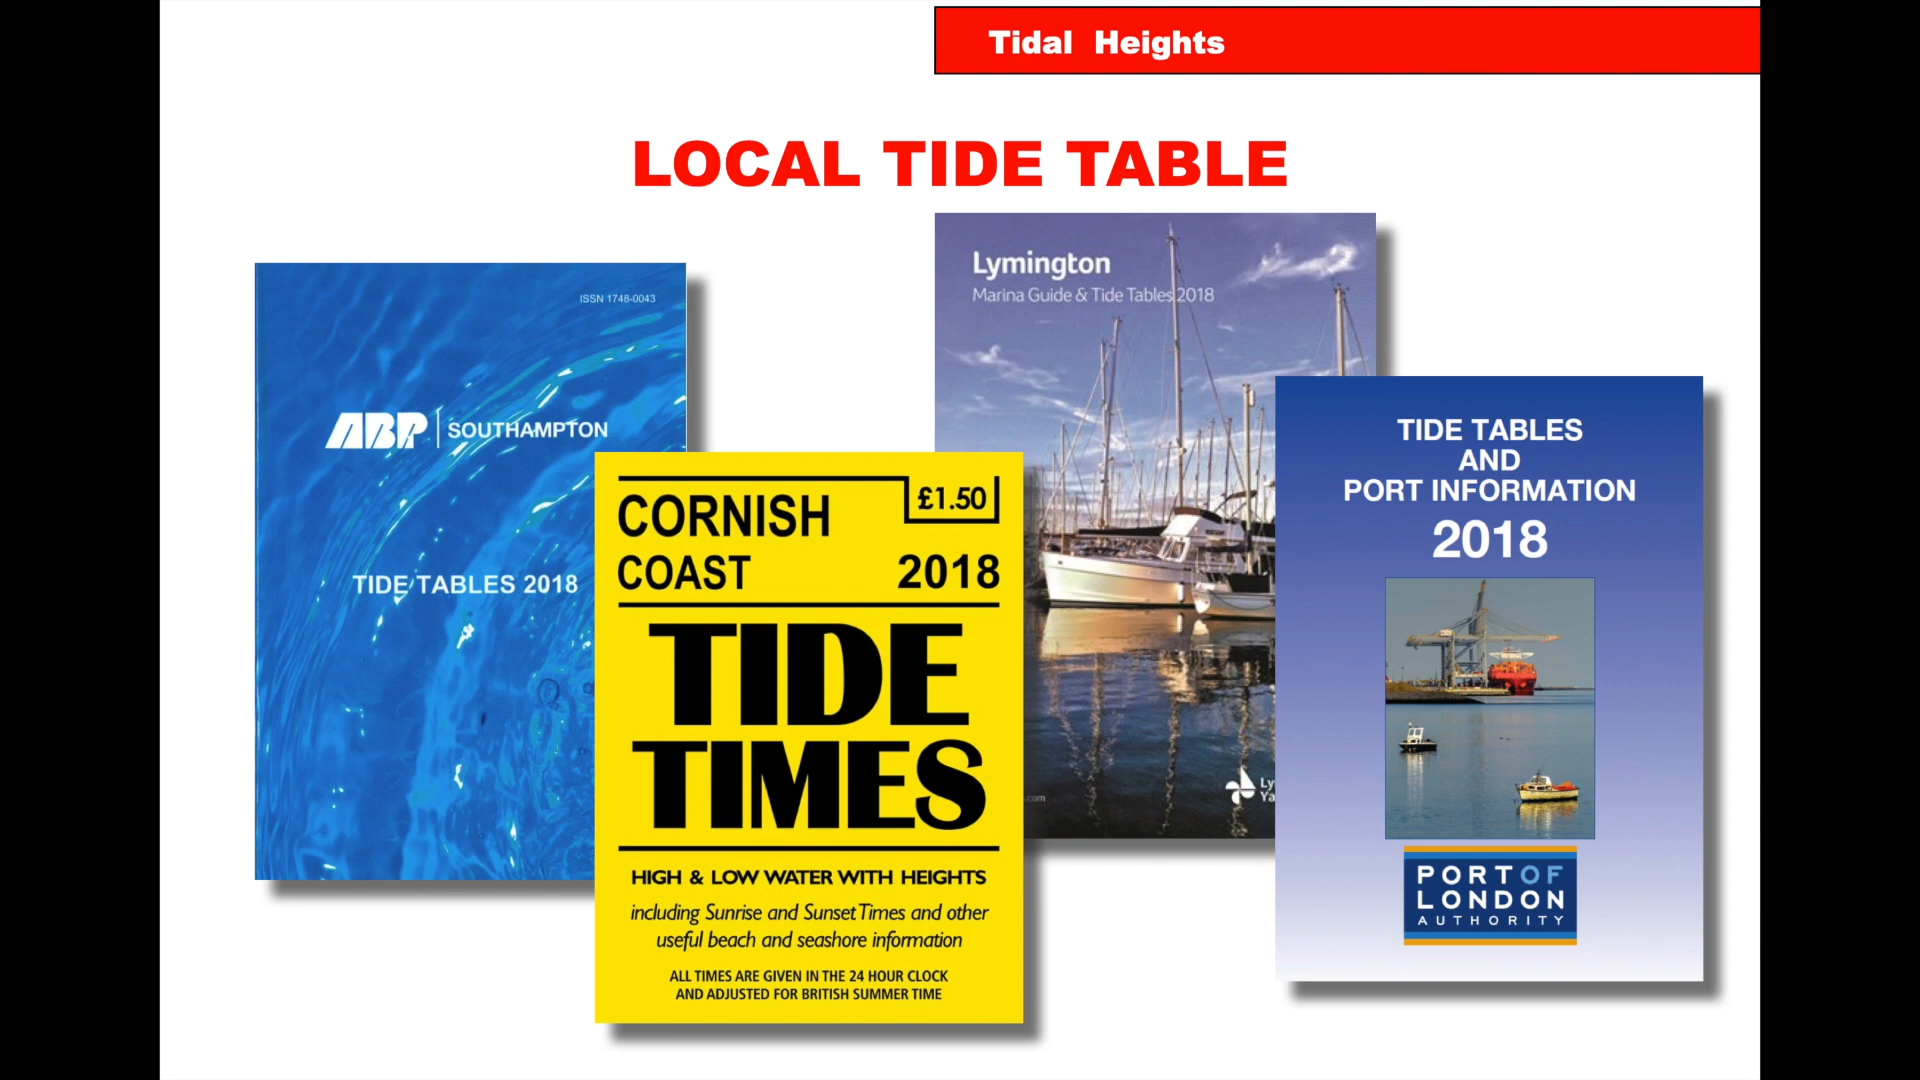 Tidal Heights
LOCAL TIDE TABLE
ISSN 1748-0043
ABP SOUTHAMPTON
TIDE TABLES 2018
CORNISH
COAST
£1.50
2018
TIDE
TIMES
HIGH & LOW WATER WITH HEIGHTS
including Sunrise and Sunset Times and other
useful beach and seashore information
ALL TIMES ARE GIVEN IN THE 24 HOUR CLOCK
AND ADJUSTED FOR BRITISH SUMMER TIME
Lymington
Marina Guide & Tide Tables 2018
.com
Ly
Ya
TIDE TABLES
AND
PORT INFORMATION
2018
PORT OF
LONDON
AUTHORITY